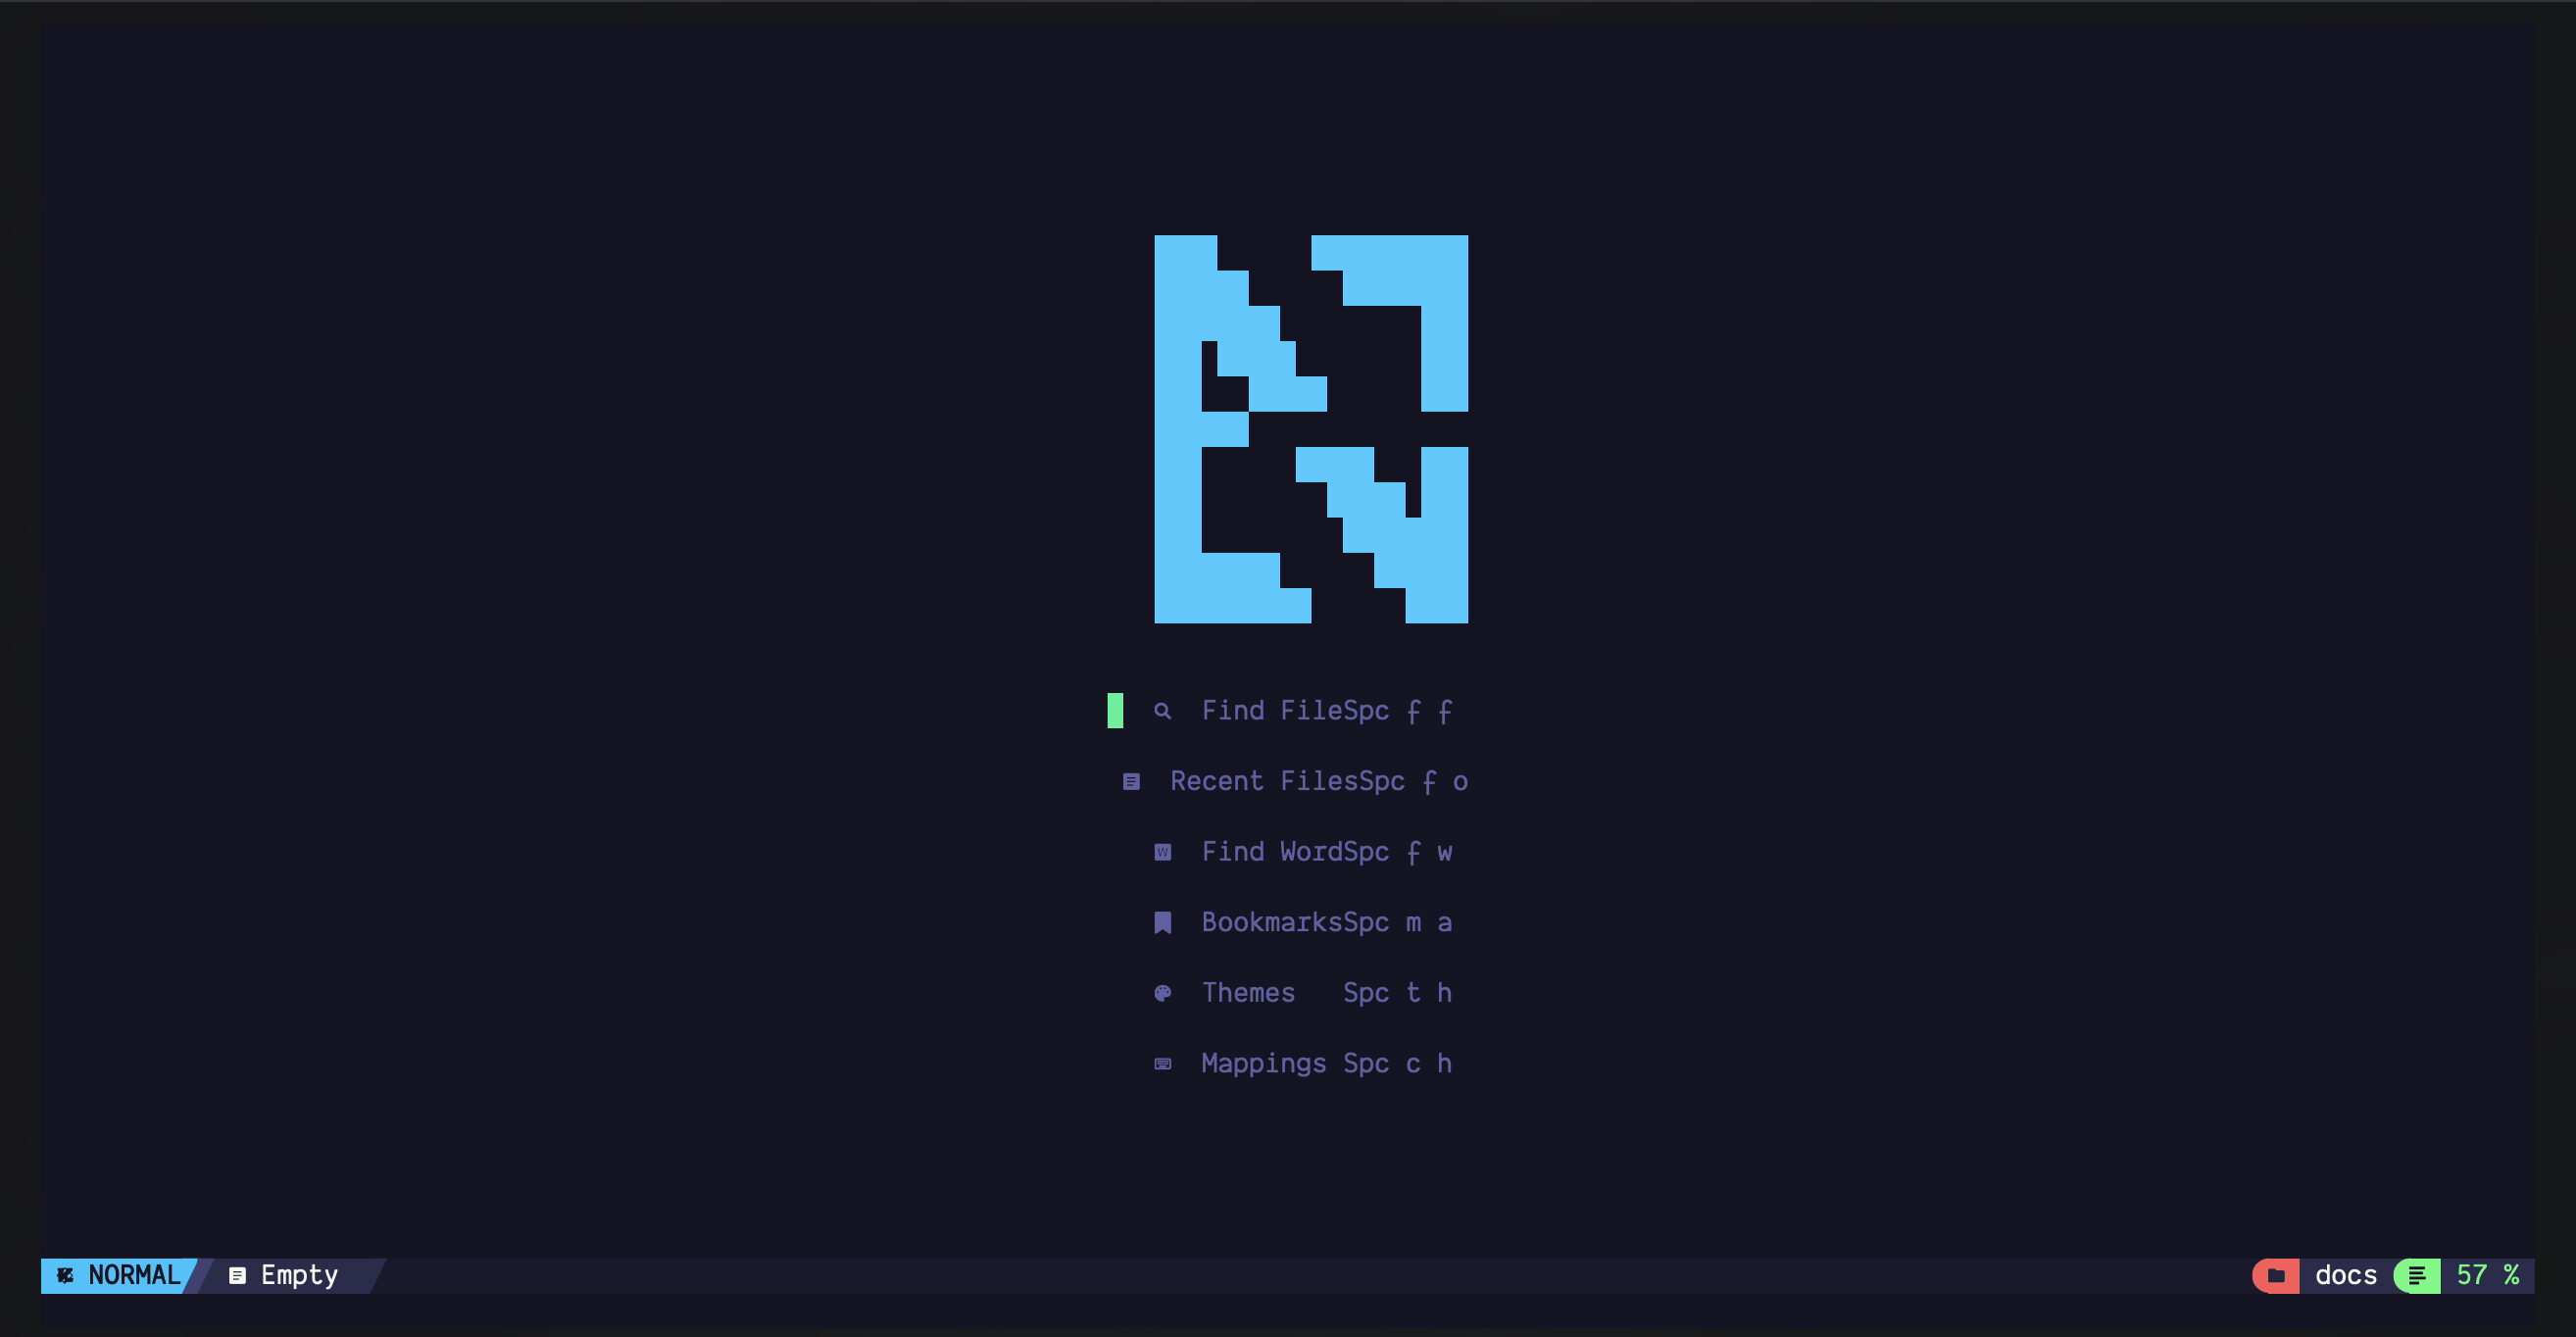 Find FileSpc f f
Recent FilesSpc f o
Find WordSpc f w
BookmarksSpc m a
Themes   Spc t h
Mappings Spc c h
NORMAL Empty docs 57 %